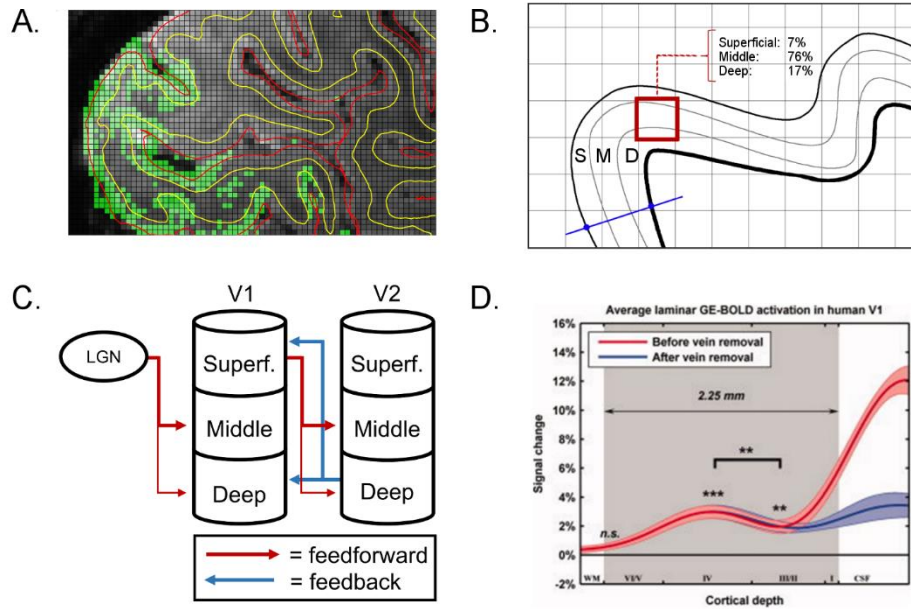 A.
B.
Superficial: 7%
Middle: 76%
Deep: 17%
S M D
C.
V1 V2
LGN
Superf. Superf.
Middle Middle
Deep Deep
= feedforward
= feedback
D.
Average laminar GE-BOLD activation in human V1
16%
14%
12%
10%
8%
6%
4%
2%
0%
-2%
Signal change
Before vein removal
After vein removal
2.25 mm
**
***
**
n.s.
WM VI/V IV III/II I CSF
Cortical depth